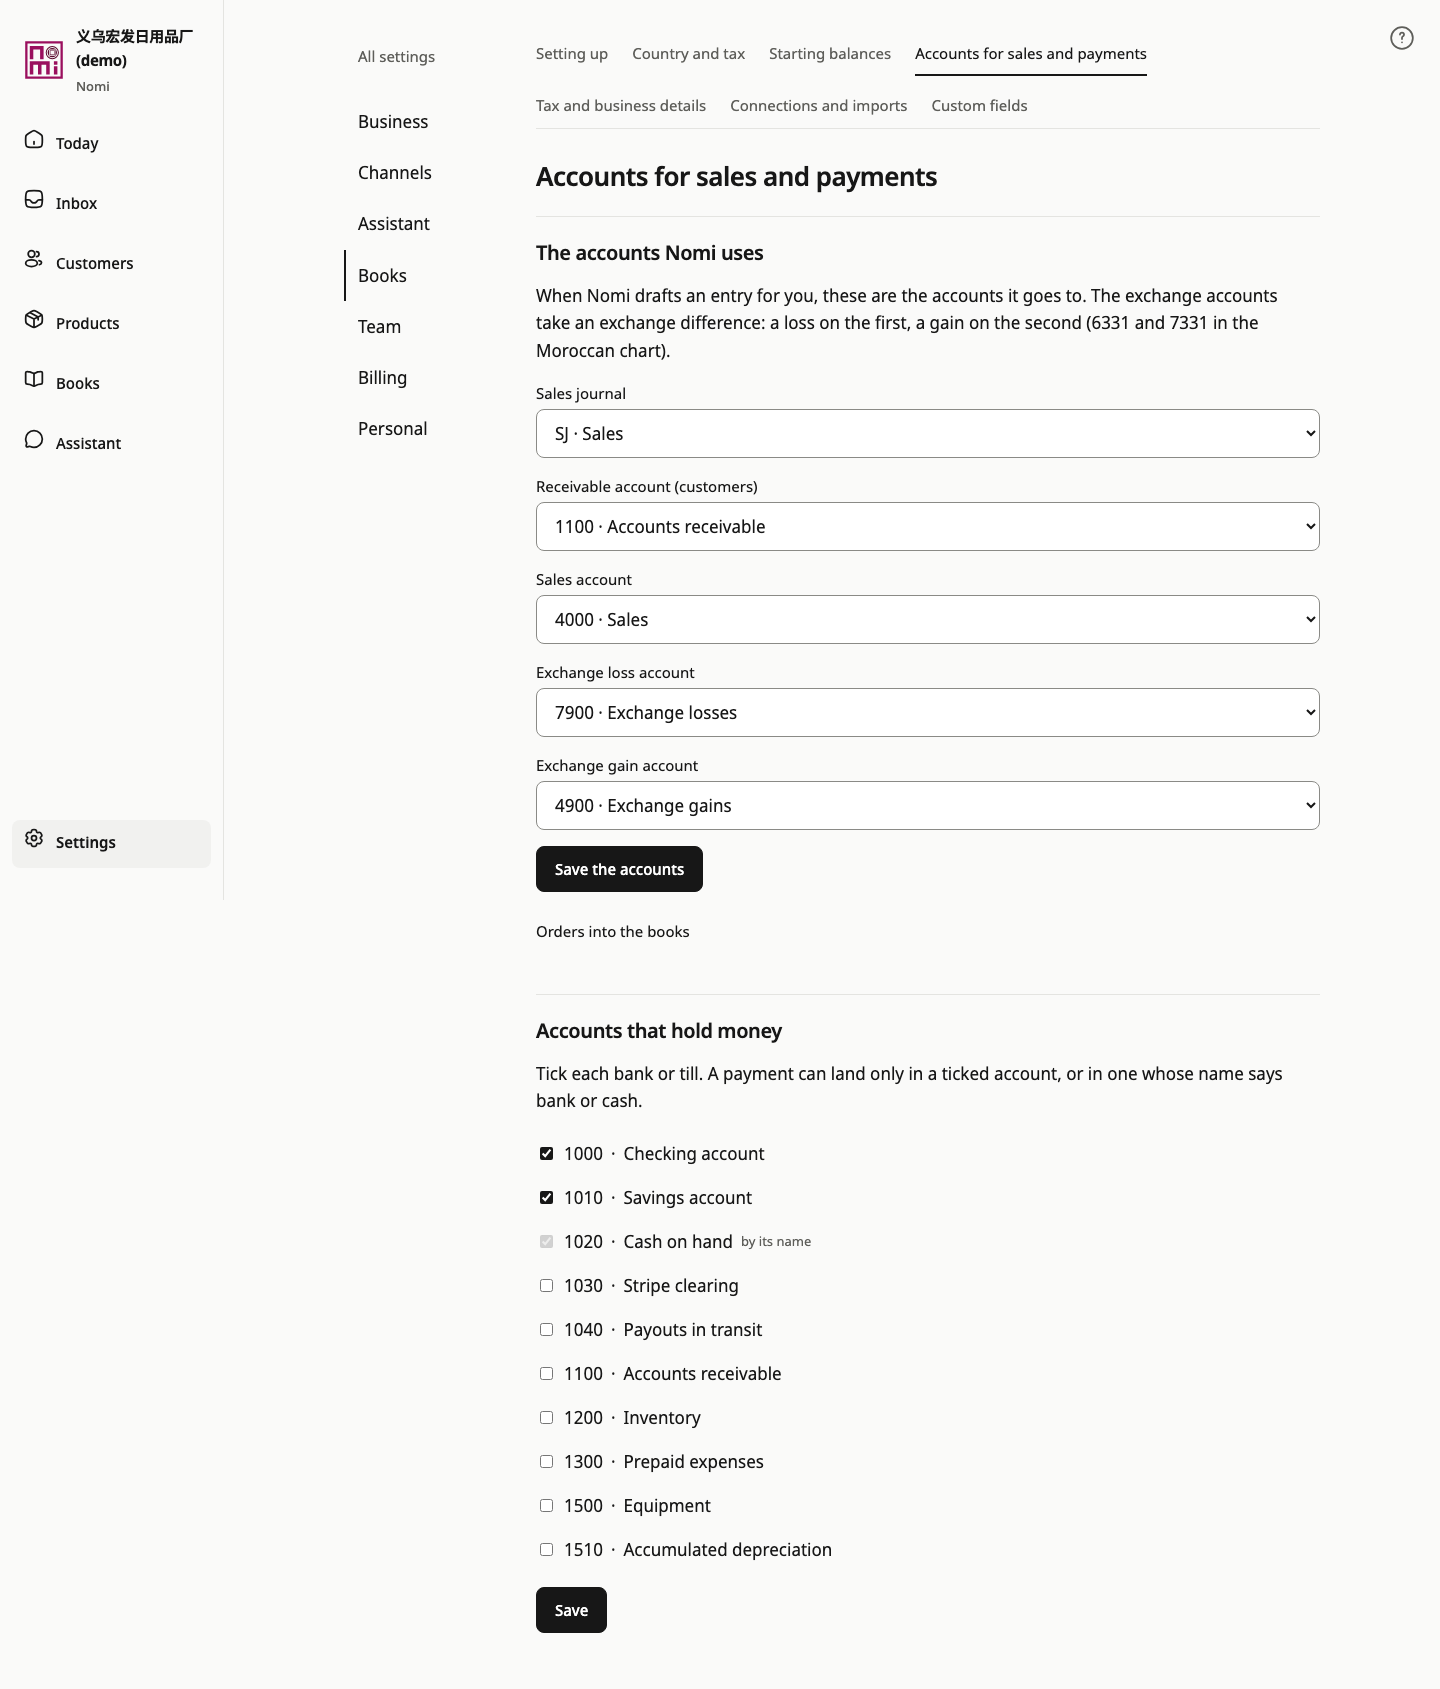 义乌宏发日用品厂
(demo)
Nomi
Today
Inbox
Customers
Products
Books
Assistant
Settings
All settings
Business
Channels
Assistant
Books
Team
Billing
Personal
Setting up
Country and tax
Starting balances
Accounts for sales and payments
Tax and business details
Connections and imports
Custom fields
Accounts for sales and payments
The accounts Nomi uses
When Nomi drafts an entry for you, these are the accounts it goes to. The exchange accounts
take an exchange difference: a loss on the first, a gain on the second (6331 and 7331 in the
Moroccan chart).
Sales journal
SJ · Sales
Receivable account (customers)
1100 · Accounts receivable
Sales account
4000 · Sales
Exchange loss account
7900 · Exchange losses
Exchange gain account
4900 · Exchange gains
Save the accounts
Orders into the books
Accounts that hold money
Tick each bank or till. A payment can land only in a ticked account, or in one whose name says
bank or cash.
1000 · Checking account
1010 · Savings account
1020 · Cash on hand by its name
1030 · Stripe clearing
1040 · Payouts in transit
1100 · Accounts receivable
1200 · Inventory
1300 · Prepaid expenses
1500 · Equipment
1510 · Accumulated depreciation
Save